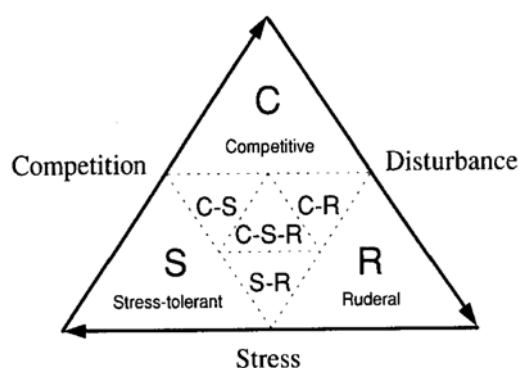 C
Competitive
Competition
Disturbance
C-S
C-R
C-S-R
S
Stress-tolerant
S-R
R
Ruderal
Stress